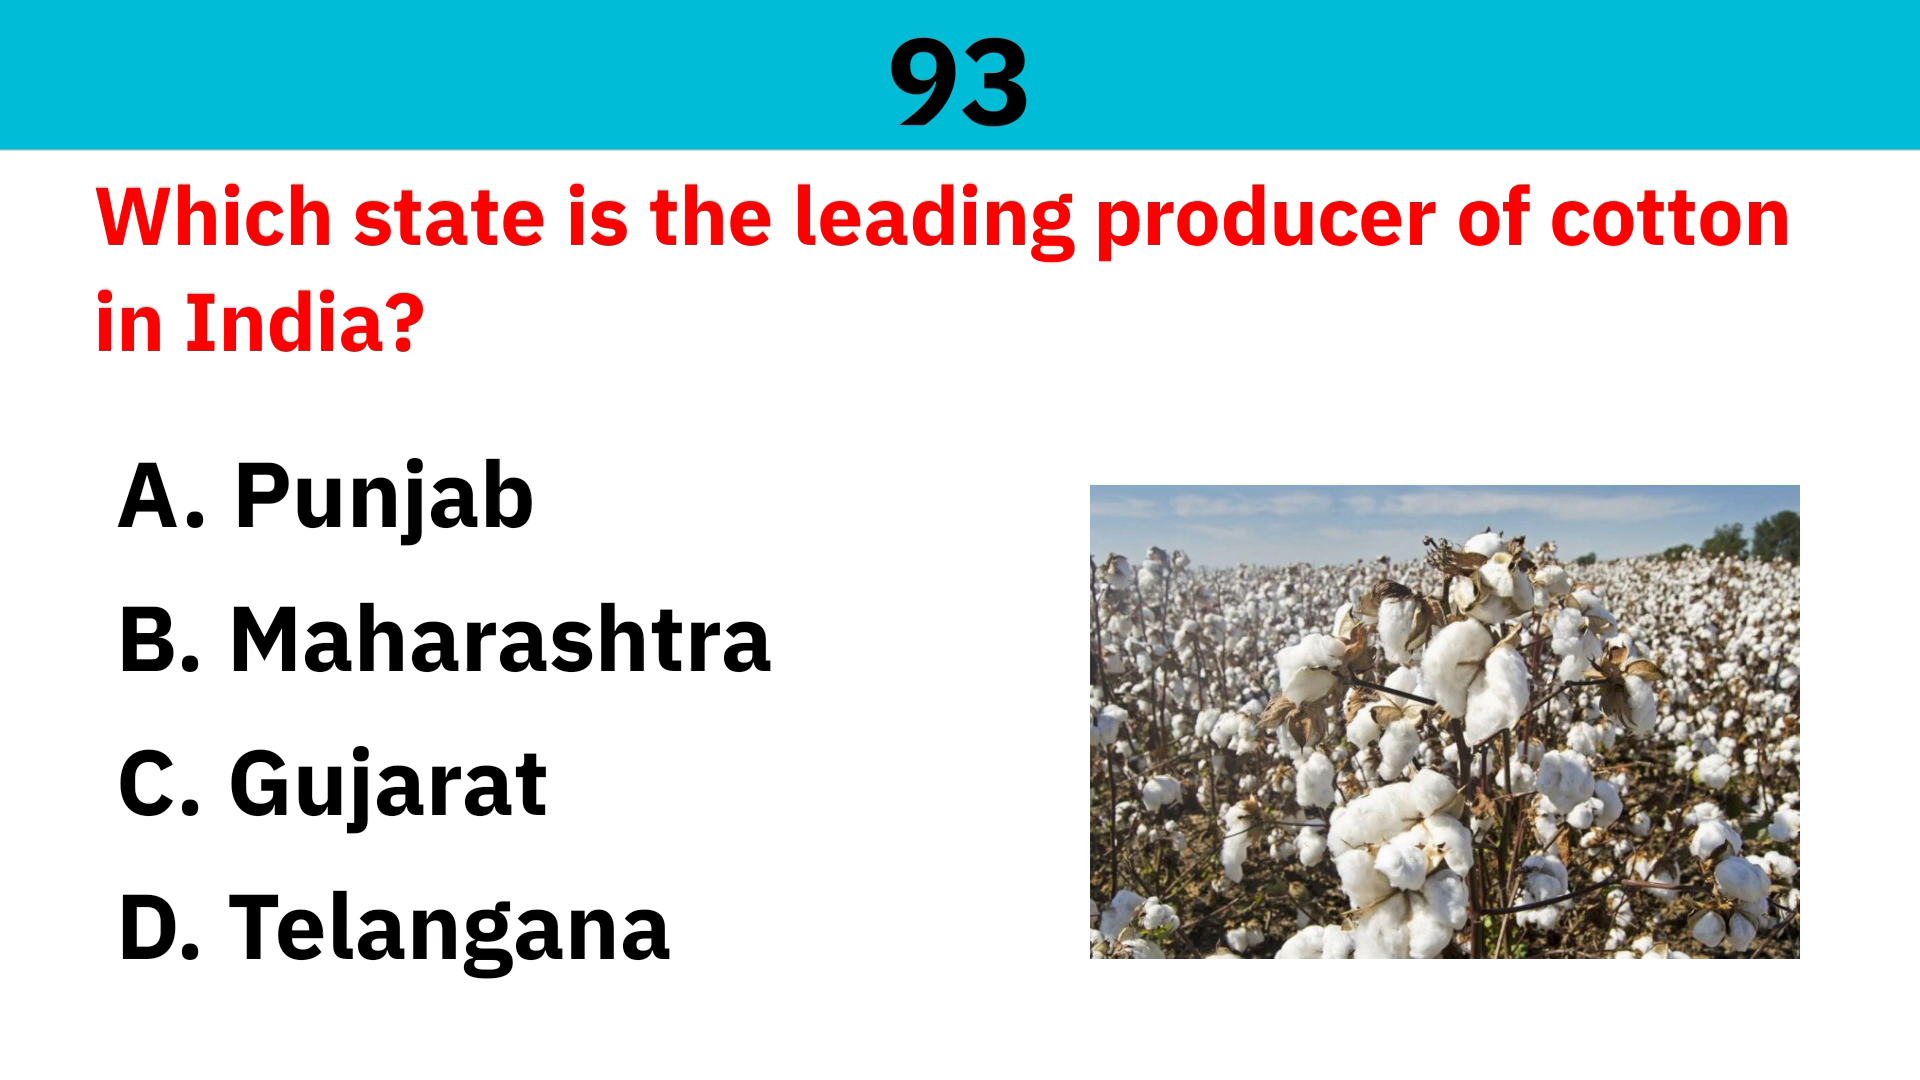 93
Which state is the leading producer of cotton
in India?
A. Punjab
B. Maharashtra
C. Gujarat
D. Telangana